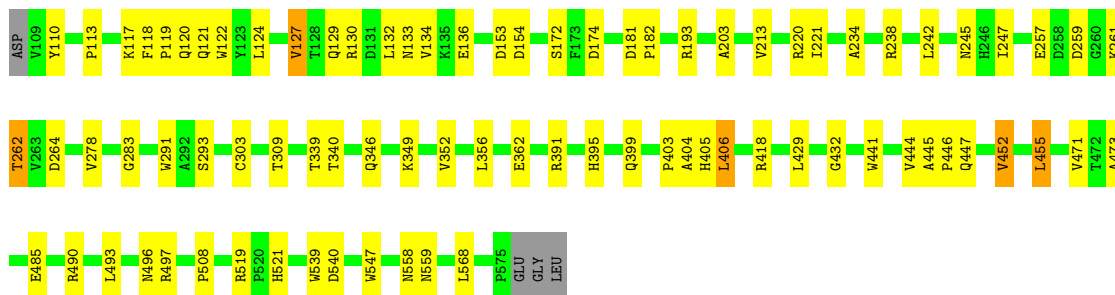 ASP V109 Y110 P113 K117 F118 P119 Q120 Q121 W122 Y123 L124 V127 T128 Q129 R130 D131 L132 N133 V134 K135 E136 D153 D154 S172 F173 D174 D181 P182 R193 A203 V213 R220 I221 A234 R238 L242 N245 H246 I247 E257 D258 D259 G260 K261
T262 V263 D264 V278 G283 W291 A292 S293 C303 T309 T339 T340 Q346 K349 V352 L356 E362 R391 H395 Q399 P403 A404 H405 L406 R418 L429 G432 W441 V444 A445 P446 Q447 V452 L455 V471 T472 A473
E485 R490 L493 N496 R497 P508 R519 P520 H521 W539 D540 W547 N558 N559 L568 P575 GLU GLY LEU